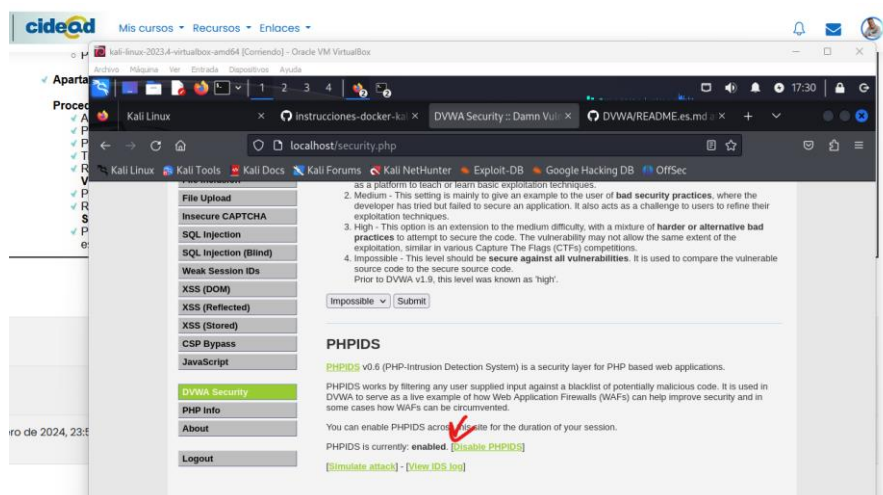 cidead Mis cursos Recursos Enlaces
kali-linux-2023.4-virtualbox-amd64 [Corriendo] - Oracle VM VirtualBox
Archivo Máquina Ver Entrada Dispositivos Ayuda
1 2 3 4 17:30
Kali Linux instrucciones-docker-kal DVWA Security :: Damn Vuln DVWA/README.es.md
localhost/security.php
Kali Linux Kali Tools Kali Docs Kali Forums Kali NetHunter Exploit-DB Google Hacking DB OffSec
Aparta
Proced
File Upload
Insecure CAPTCHA
SQL Injection
SQL Injection (Blind)
Weak Session IDs
XSS (DOM)
XSS (Reflected)
XSS (Stored)
CSP Bypass
JavaScript
DVWA Security
PHP Info
About
Logout
as a platform to teach or learn basic exploitation techniques.
2. Medium - This setting is mainly to give an example to the user of bad security practices, where the
developer has tried but failed to secure an application. It also acts as a challenge to users to refine their
exploitation techniques.
3. High - This option is an extension to the medium difficulty, with a mixture of harder or alternative bad
practices to attempt to secure the code. The vulnerability may not allow the same extent of the
exploitation, similar in various Capture The Flags (CTFs) competitions.
4. Impossible - This level should be secure against all vulnerabilities. It is used to compare the vulnerable
source code to the secure source code.
Prior to DVWA v1.9, this level was known as 'high'.
Impossible Submit
PHPIDS
PHPIDS v0.6 (PHP-Intrusion Detection System) is a security layer for PHP based web applications.
PHPIDS works by filtering any user supplied input against a blacklist of potentially malicious code. It is used in
DVWA to serve as a live example of how Web Application Firewalls (WAFs) can help improve security and in
some cases how WAFs can be circumvented.
You can enable PHPIDS across this site for the duration of your session.
PHPIDS is currently: enabled. [Disable PHPIDS]
[Simulate attack] - [View IDS log]
ro de 2024, 23:5